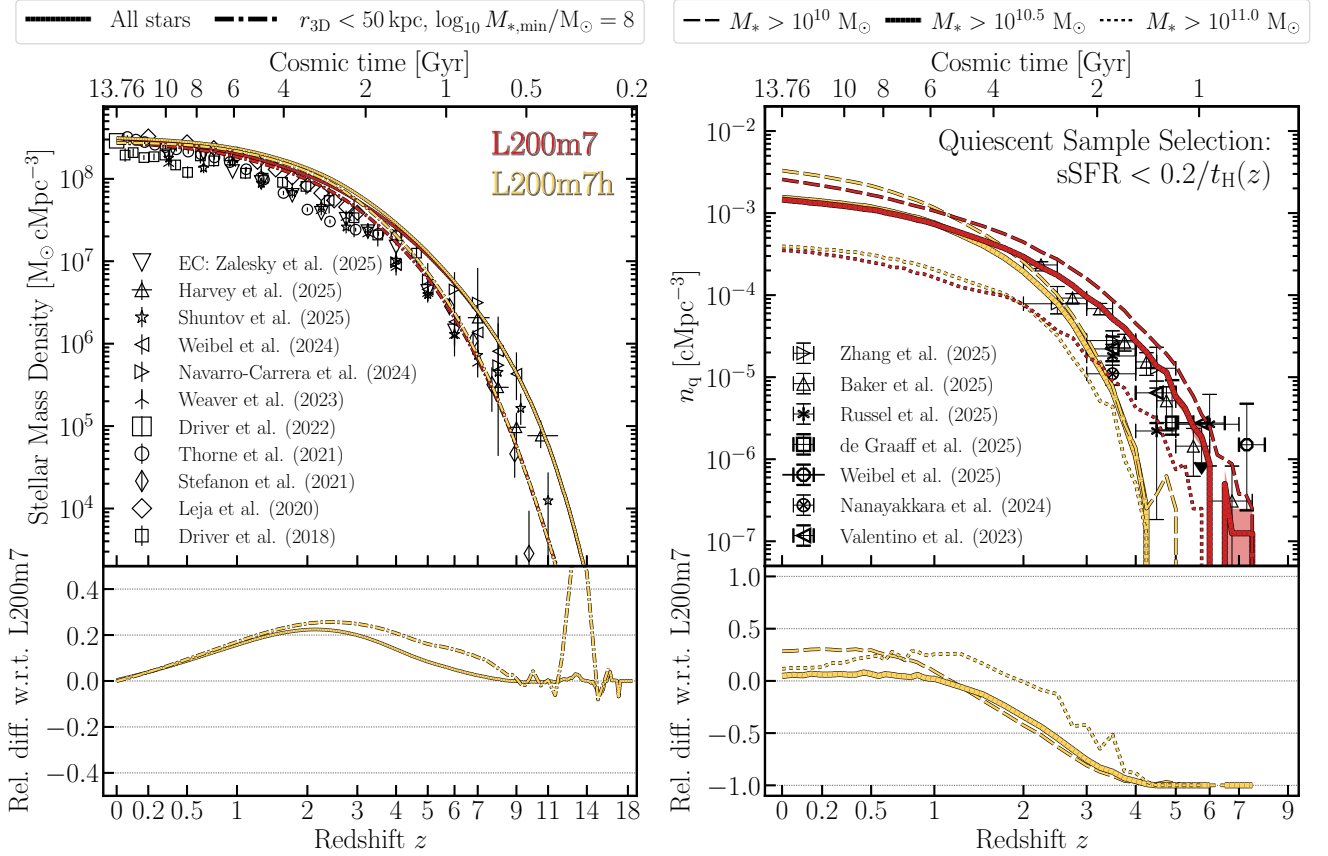 All stars
r3D < 50 kpc, log10 M*,min/M⊙ = 8
Cosmic time [Gyr]
13.76 10 8 6 4 2 1 0.5 0.2
Stellar Mass Density [M⊙ cMpc−3]
10^8
10^7
10^6
10^5
10^4
L200m7
L200m7h
EC: Zalesky et al. (2025)
Harvey et al. (2025)
Shuntov et al. (2025)
Weibel et al. (2024)
Navarro-Carrera et al. (2024)
Weaver et al. (2023)
Driver et al. (2022)
Thorne et al. (2021)
Stefanon et al. (2021)
Leja et al. (2020)
Driver et al. (2018)
Rel. diff. w.r.t. L200m7
0.4
0.2
0.0
−0.2
−0.4
0 0.2 0.5 1 2 3 4 5 6 7 9 11 14 18
Redshift z
M* > 10^10 M⊙
M* > 10^10.5 M⊙
M* > 10^11.0 M⊙
Cosmic time [Gyr]
13.76 10 8 6 4 2 1
nq [cMpc−3]
10−2
10−3
10−4
10−5
10−6
10−7
Quiescent Sample Selection:
sSFR < 0.2/tH(z)
Zhang et al. (2025)
Baker et al. (2025)
Russel et al. (2025)
de Graaff et al. (2025)
Weibel et al. (2025)
Nanayakkara et al. (2024)
Valentino et al. (2023)
Rel. diff. w.r.t. L200m7
1.0
0.5
0.0
−0.5
−1.0
0 0.2 0.5 1 2 3 4 5 6 7 9
Redshift z